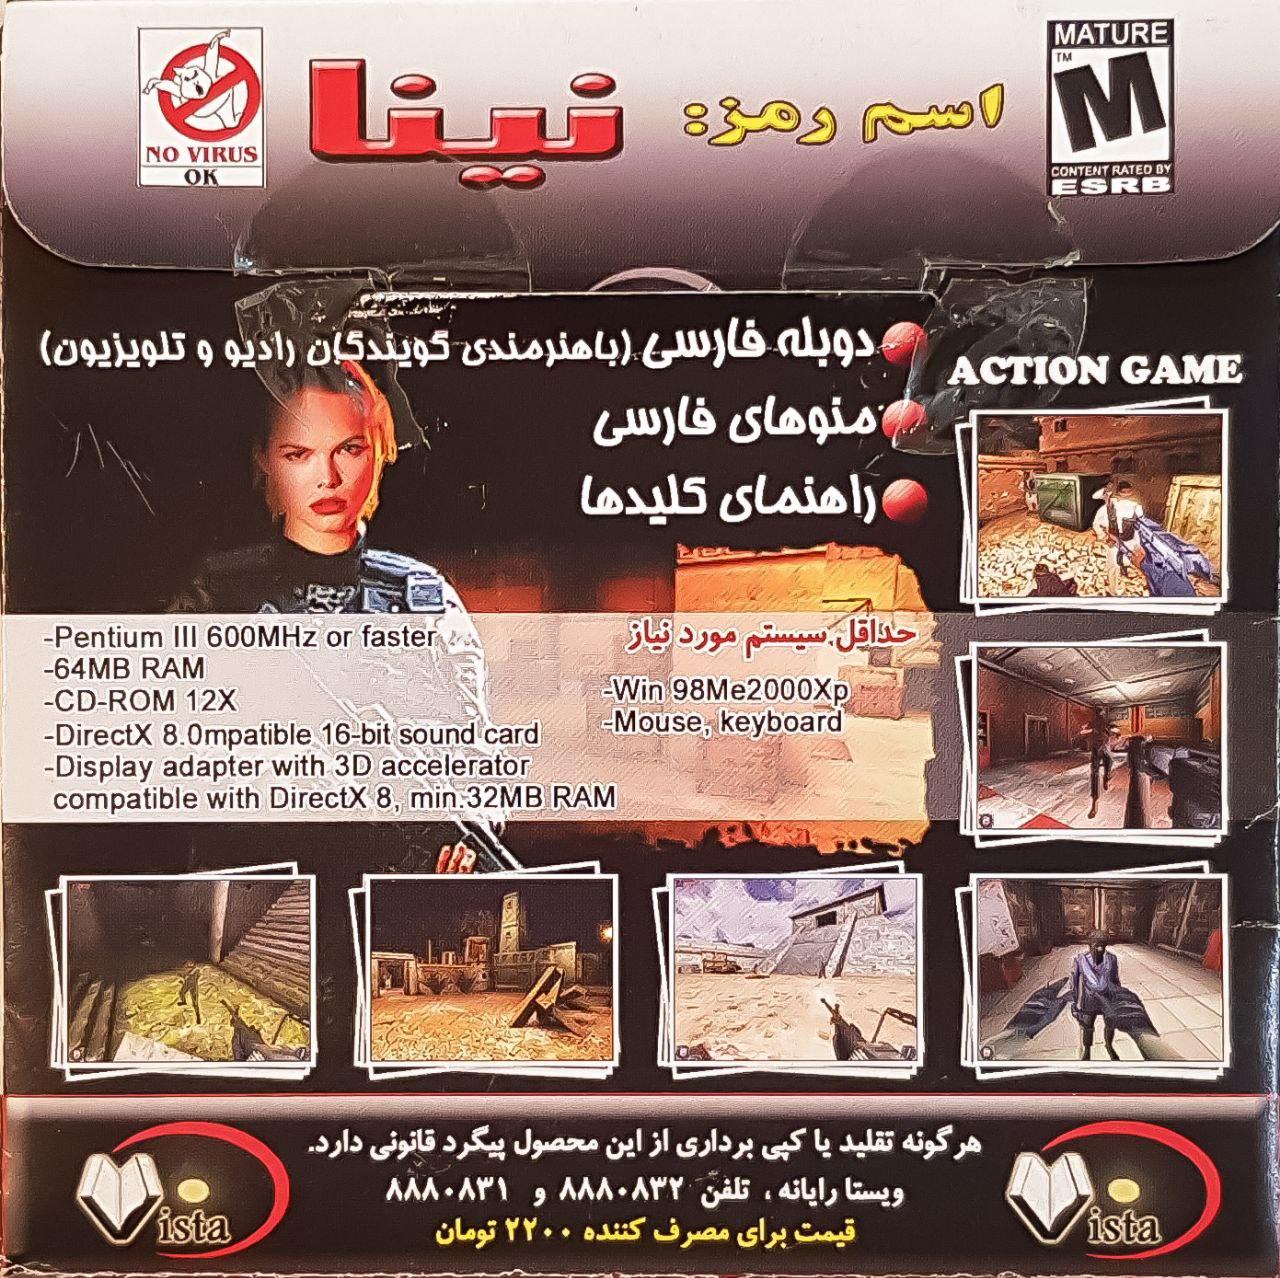 NO VIRUS
OK
اسم رمز: نینا
MATURE
TM
M
CONTENT RATED BY
ESRB
دوبله فارسی (باهنرمندی گویندگان رادیو و تلویزیون)
منوهای فارسی
راهنمای کلیدها
ACTION GAME
حداقل سیستم مورد نیاز
-Pentium III 600MHz or faster
-64MB RAM
-CD-ROM 12X
-DirectX 8.0mpatible 16-bit sound card
-Display adapter with 3D accelerator
compatible with DirectX 8, min.32MB RAM
-Win 98Me2000Xp
-Mouse, keyboard
هرگونه تقلید یا کپی برداری از این محصول پیگرد قانونی دارد.
ویستا رایانه ، تلفن ۸۸۸۰۸۳۲ و ۸۸۸۰۸۳۱
قیمت برای مصرف کننده ۲۲۰۰ تومان
Vista
Vista